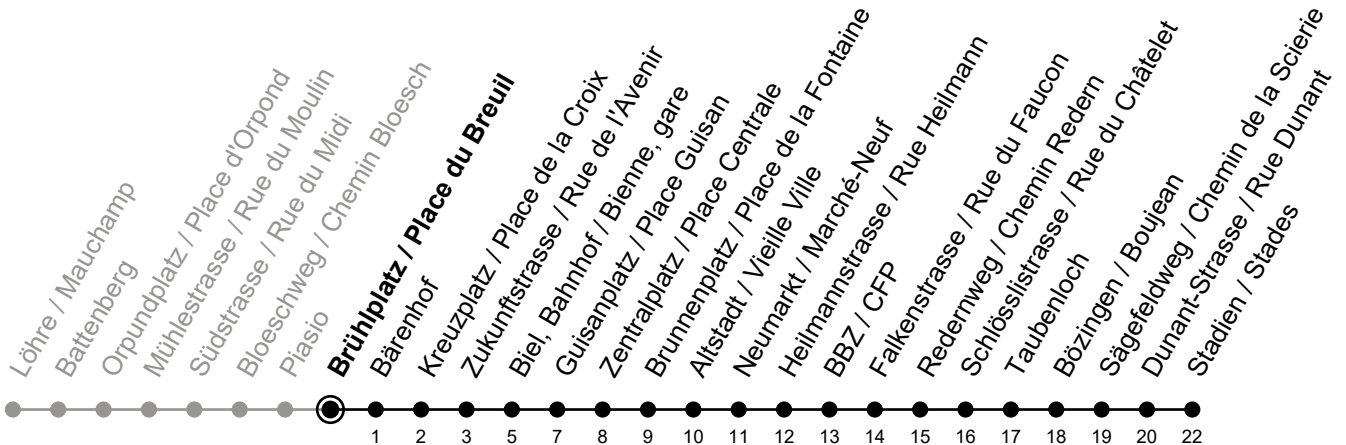 Löhre / Mauchamp
Battenberg
Orpundplatz / Place d'Orpond
Mühlestrasse / Rue du Moulin
Südstrasse / Rue du Midi
Bloeschweg / Chemin Bloesch
Piasio
Brühlplatz / Place du Breuil
Bärenhof
Kreuzplatz / Place de la Croix
Zukunftstrasse / Rue de l'Avenir
Biel, Bahnhof / Bienne, gare
Guisanplatz / Place Guisan
Zentralplatz / Place Centrale
Brunnenplatz / Place de la Fontaine
Altstadt / Vieille Ville
Neumarkt / Marché-Neuf
Heilmannstrasse / Rue Heilmann
BBZ / CFP
Falkenstrasse / Rue du Faucon
Redernweg / Chemin Redern
Schlösslistrasse / Rue du Châtelet
Taubenloch
Bözingen / Boujean
Sägefeldweg / Chemin de la Scierie
Dunant-Strasse / Rue Dunant
Stadien / Stades
1 2 3 5 7 8 9 10 11 12 13 14 15 16 17 18 19 20 22